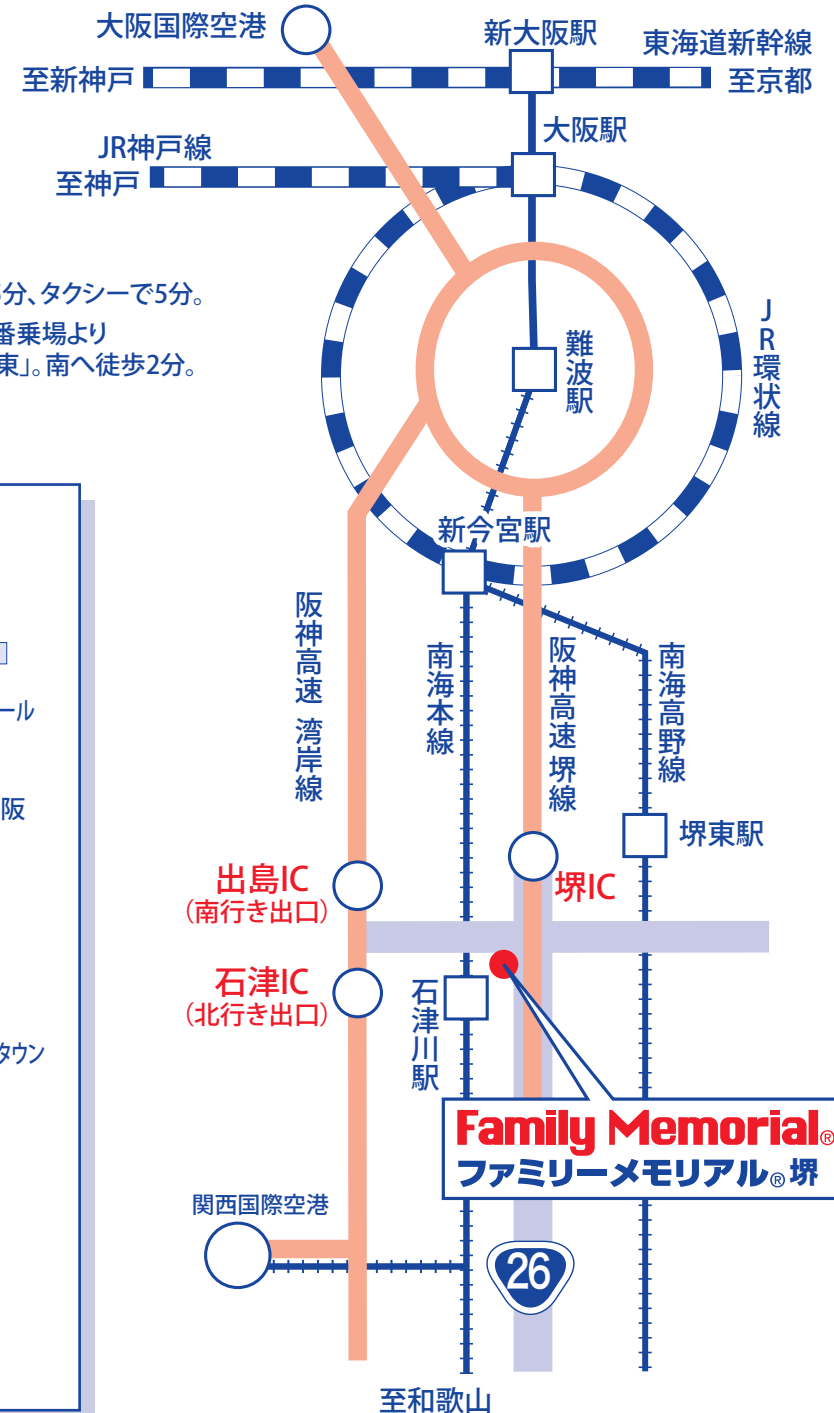 大阪国際空港
新大阪駅
東海道新幹線
至新神戸
至京都
大阪駅
JR神戸線
至神戸
分、タクシーで5分。
番乗場より
東」。南へ徒歩2分。
難波駅
JR環状線
新今宮駅
阪神高速 湾岸線
南海本線
阪神高速 堺線
南海高野線
ール
阪
堺東駅
出島IC
(南行き出口)
堺IC
石津IC
(北行き出口)
石津川駅
タウン
Family Memorial®
ファミリーメモリアル®堺
関西国際空港
26
至和歌山